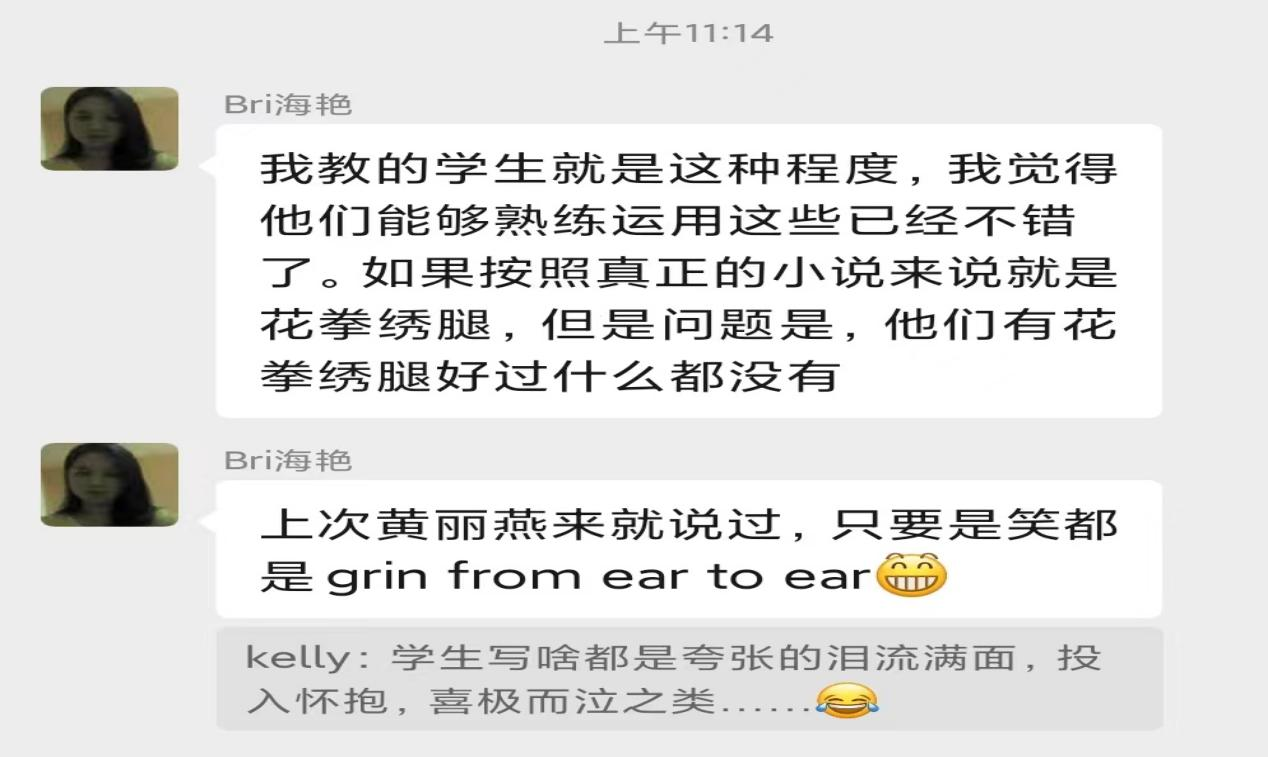 上午11:14
Bri海艳
我教的学生就是这种程度，我觉得
他们能够熟练运用这些已经不错
了。如果按照真正的小说来说就是
花拳绣腿，但是问题是，他们有花
拳绣腿好过什么都没有
Bri海艳
上次黄丽燕来就说过，只要是笑都
是grin from ear to ear😁
kelly：学生写啥都是夸张的泪流满面，投
入怀抱，喜极而泣之类……😂